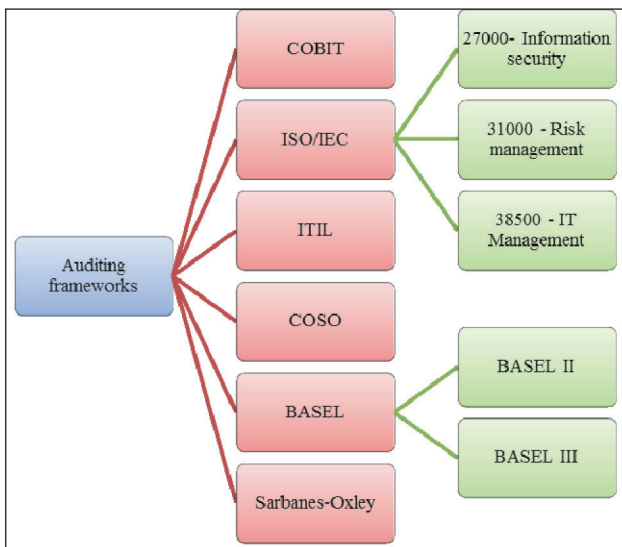 COBIT
27000- Information
security
ISO/IEC
31000 - Risk
management
ITIL
38500 - IT
Management
Auditing
frameworks
COSO
BASEL
BASEL II
BASEL III
Sarbanes-Oxley